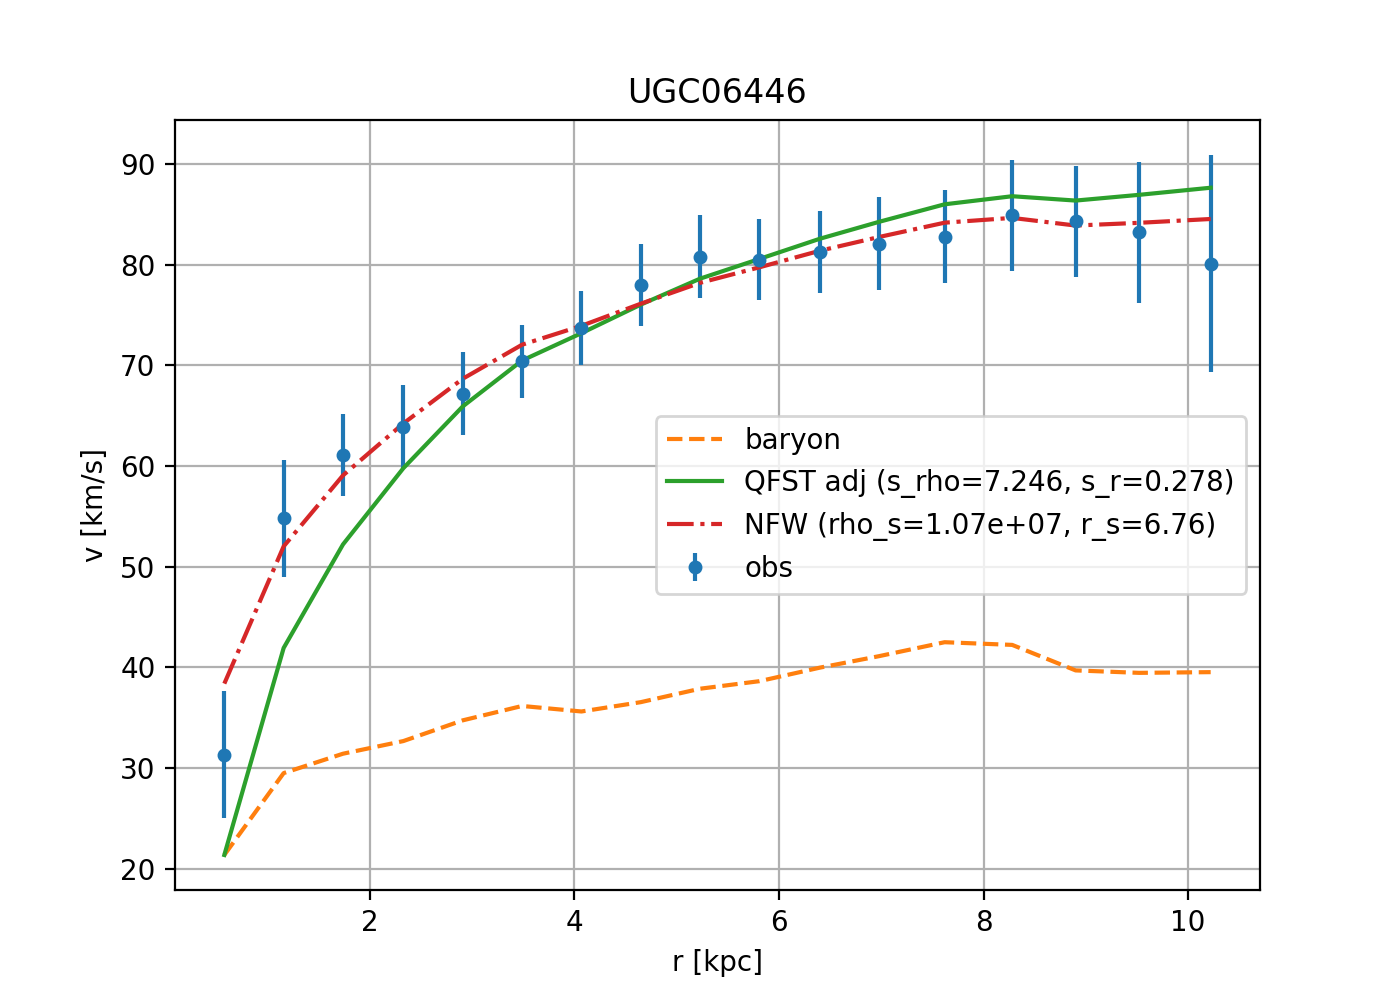 UGC06446
90
80
70
60
50
40
30
20
v [km/s]
baryon
QFST adj (s_rho=7.246, s_r=0.278)
NFW (rho_s=1.07e+07, r_s=6.76)
obs
2 4 6 8 10
r [kpc]